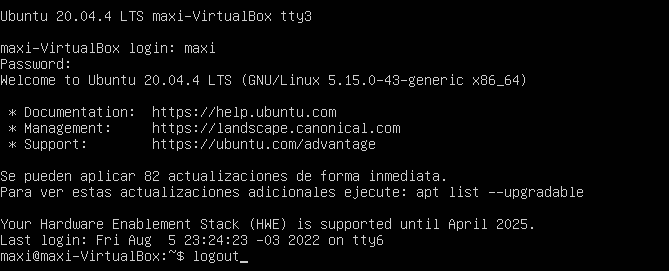 Ubuntu 20.04.4 LTS maxi-VirtualBox tty3
maxi-VirtualBox login: maxi
Password:
Welcome to Ubuntu 20.04.4 LTS (GNU/Linux 5.15.0-43-generic x86_64)
* Documentation:  https://help.ubuntu.com
* Management:     https://landscape.canonical.com
* Support:        https://ubuntu.com/advantage
Se pueden aplicar 82 actualizaciones de forma inmediata.
Para ver estas actualizaciones adicionales ejecute: apt list --upgradable
Your Hardware Enablement Stack (HWE) is supported until April 2025.
Last login: Fri Aug  5 23:24:23 -03 2022 on tty6
maxi@maxi-VirtualBox:~$ logout_